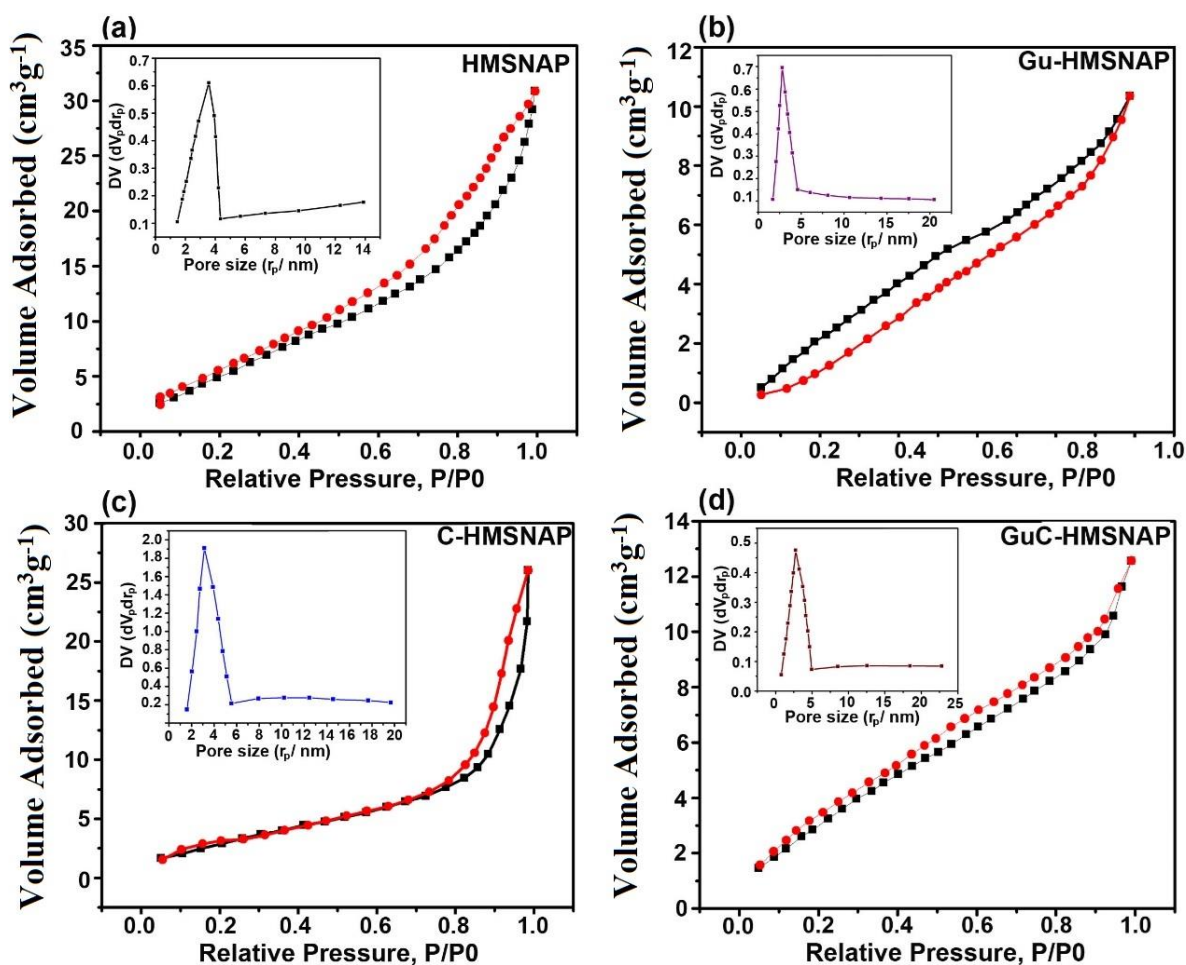 (a)
HMSNAP
Volume Adsorbed (cm³g⁻¹)
35
30
25
20
15
10
5
0
0.0 0.2 0.4 0.6 0.8 1.0
Relative Pressure, P/P0
DV (dVₚdrₚ)
0.7
0.6
0.5
0.4
0.3
0.2
0.1
0 2 4 6 8 10 12 14
Pore size (rₚ/ nm)
(b)
Gu-HMSNAP
Volume Adsorbed (cm³g⁻¹)
12
10
8
6
4
2
0
0.0 0.2 0.4 0.6 0.8 1.0
Relative Pressure, P/P0
DV (dVₚdrₚ)
0.7
0.6
0.5
0.4
0.3
0.2
0.1
0 5 10 15 20
Pore size (rₚ/ nm)
(c)
C-HMSNAP
Volume Adsorbed (cm³g⁻¹)
30
25
20
15
10
5
0
0.0 0.2 0.4 0.6 0.8 1.0
Relative Pressure, P/P0
DV (dVₚdrₚ)
2.0
1.8
1.6
1.4
1.2
1.0
0.8
0.6
0.4
0.2
0 2 4 6 8 10 12 14 16 18 20
Pore size (rₚ/ nm)
(d)
GuC-HMSNAP
Volume Adsorbed (cm³g⁻¹)
14
12
10
8
6
4
2
0
0.0 0.2 0.4 0.6 0.8 1.0
Relative Pressure, P/P0
DV (dVₚdrₚ)
0.5
0.4
0.3
0.2
0.1
0.0
0 5 10 15 20 25
Pore size (rₚ/ nm)